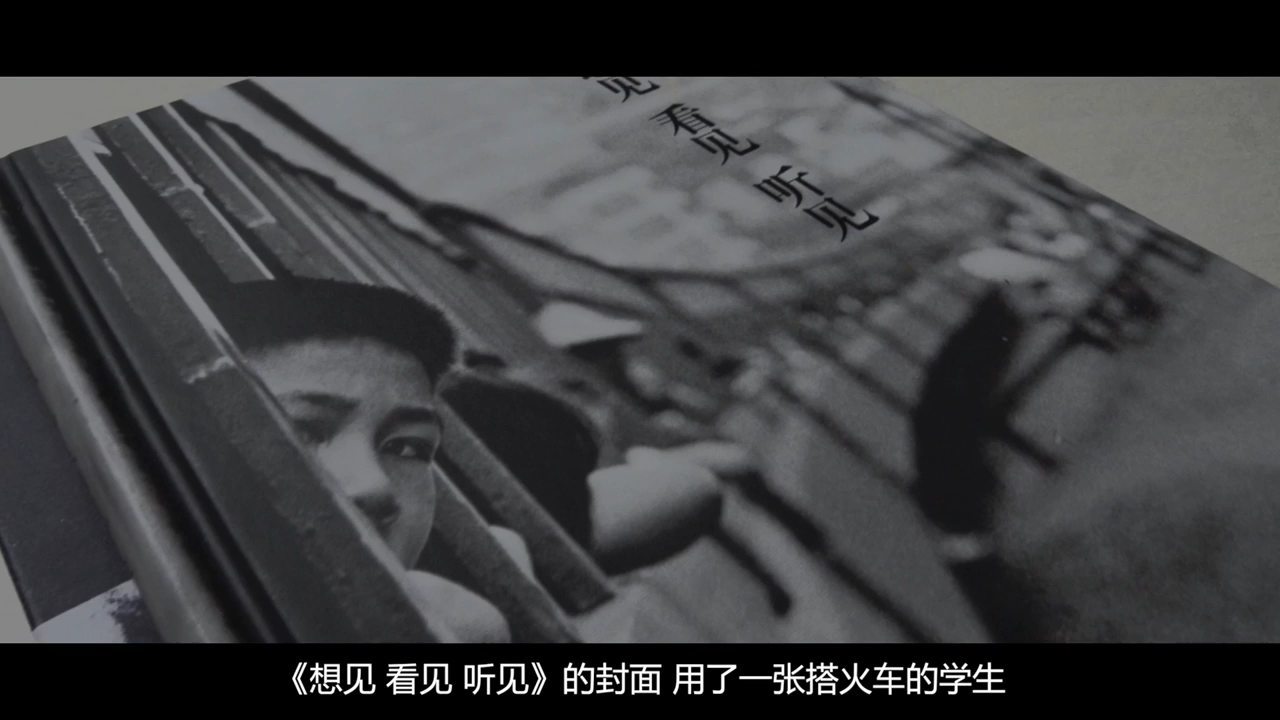 见
看见
听见
《想见 看见 听见》的封面 用了一张搭火车的学生